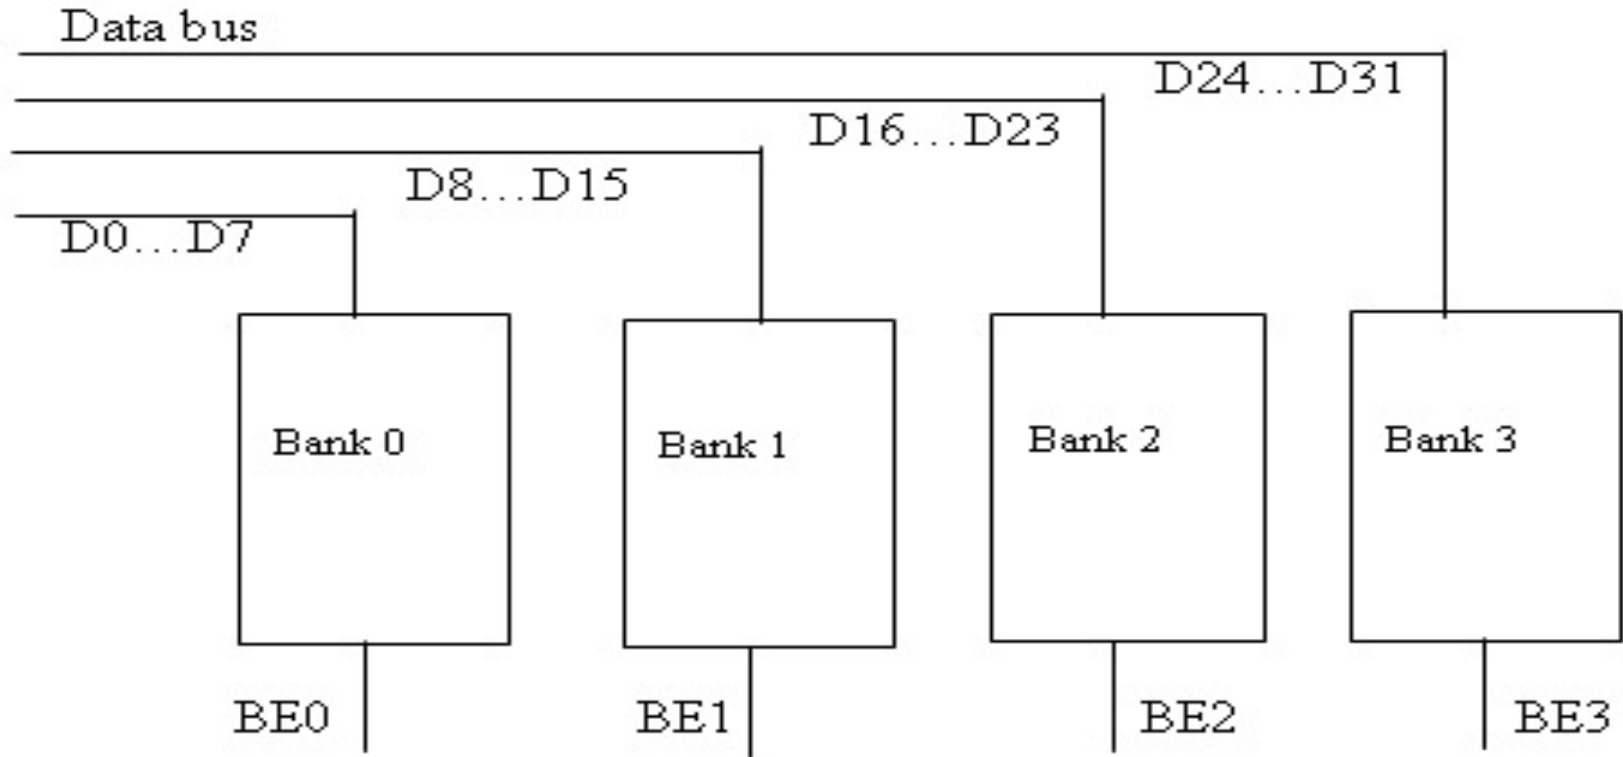 Data bus
D24...D31
D16...D23
D8...D15
D0...D7
Bank 0
Bank 1
Bank 2
Bank 3
BE0
BE1
BE2
BE3